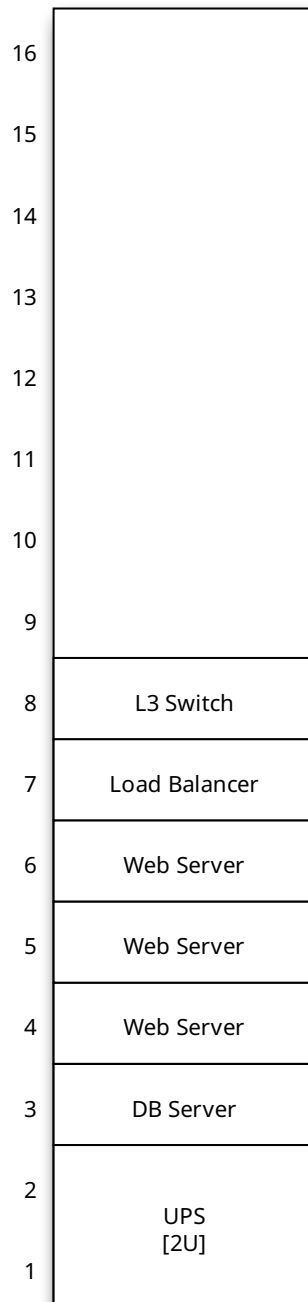 16
15
14
13
12
11
10
9
8 L3 Switch
7 Load Balancer
6 Web Server
5 Web Server
4 Web Server
3 DB Server
2
UPS
[2U]
1